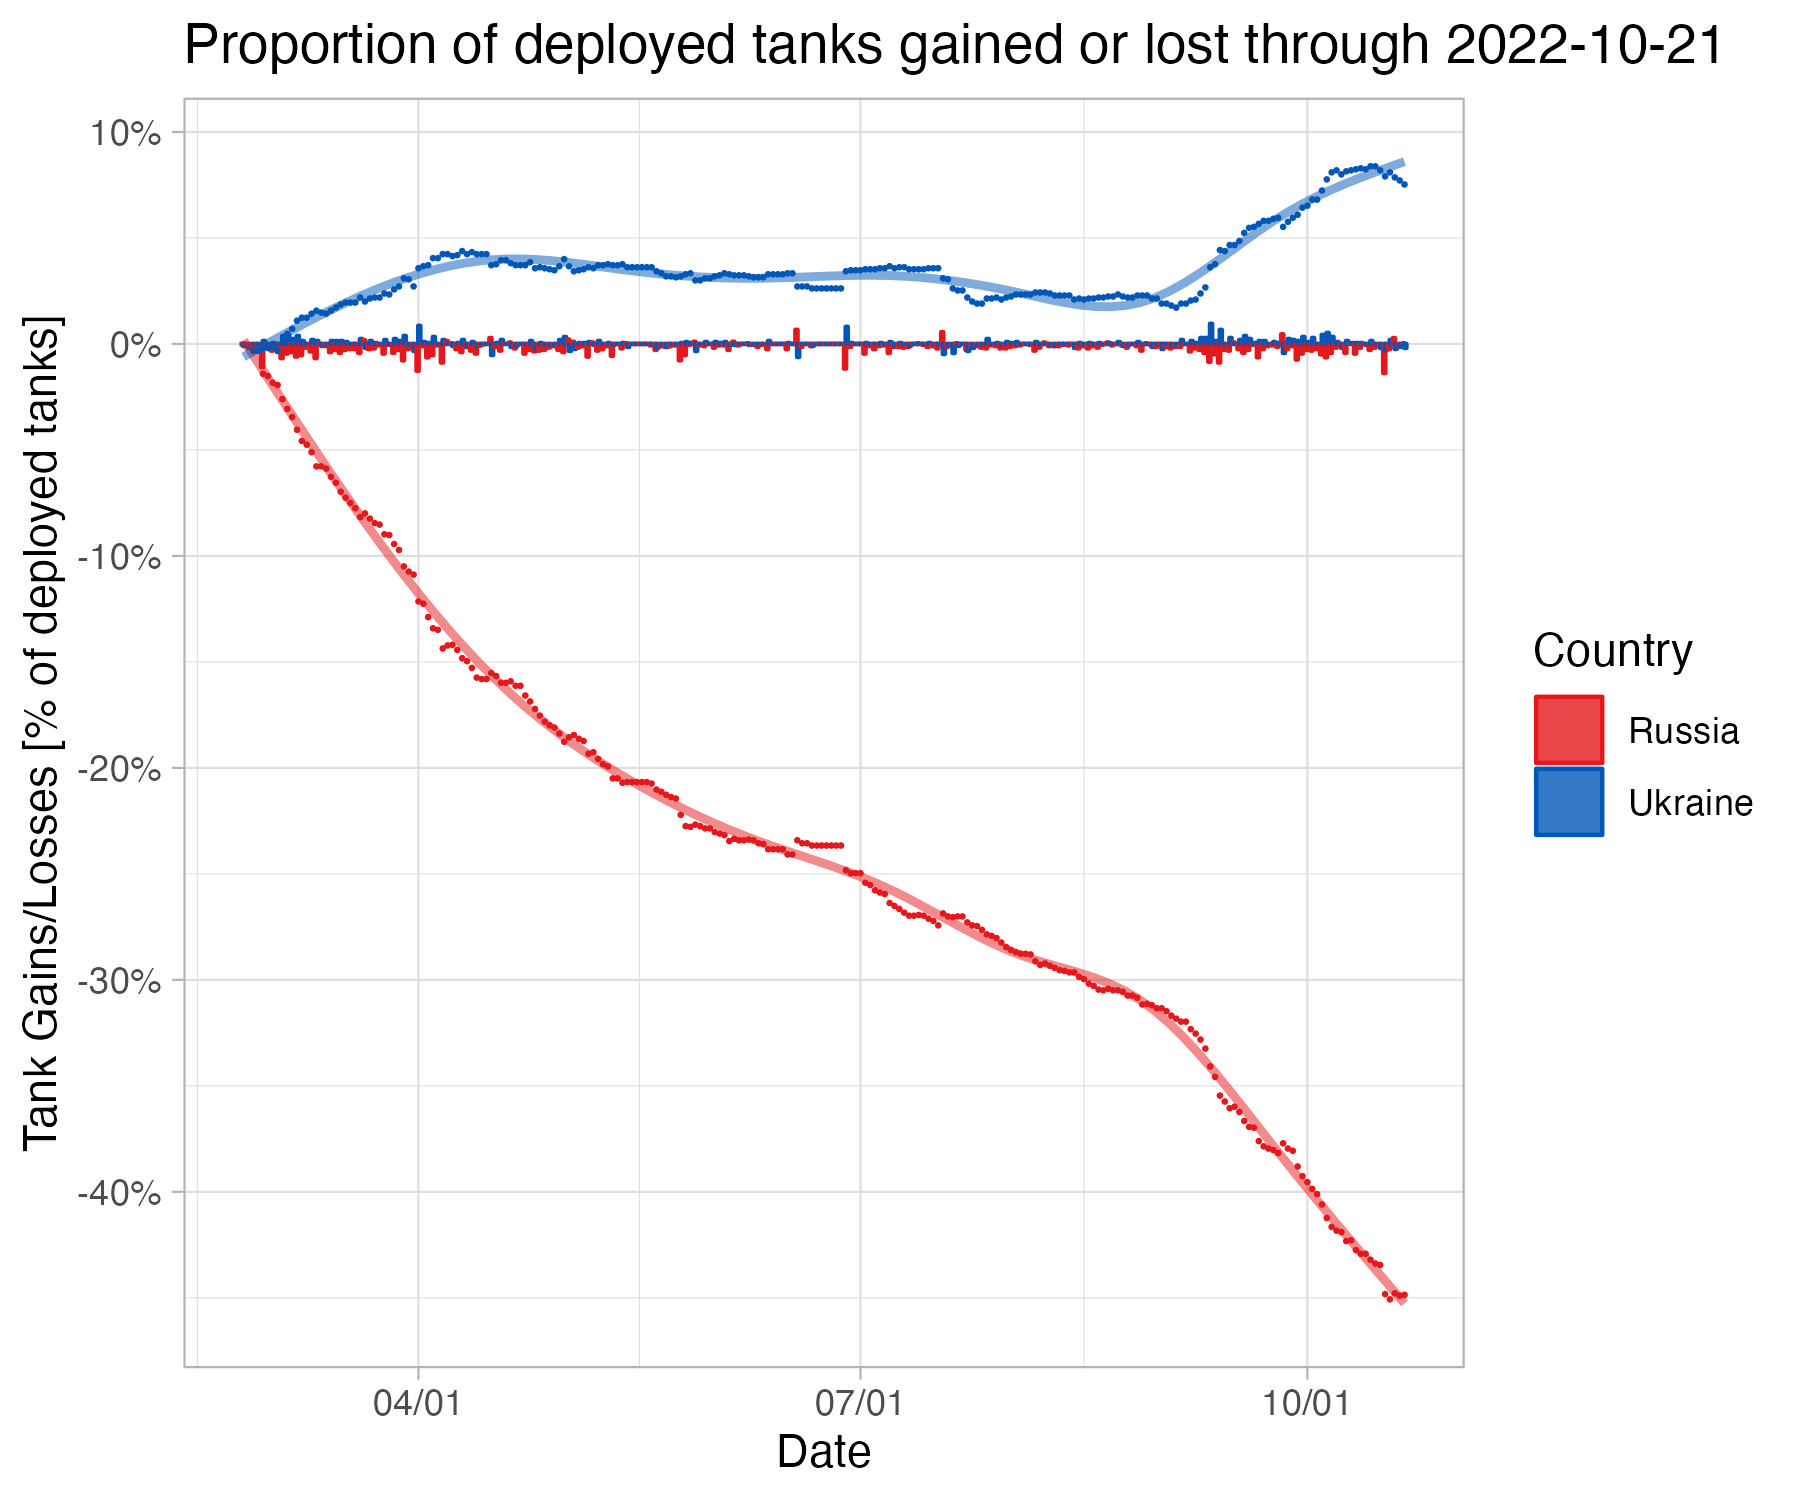 Proportion of deployed tanks gained or lost through 2022-10-21
Tank Gains/Losses [% of deployed tanks]
10%
0%
-10%
-20%
-30%
-40%
04/01
07/01
10/01
Date
Country
Russia
Ukraine